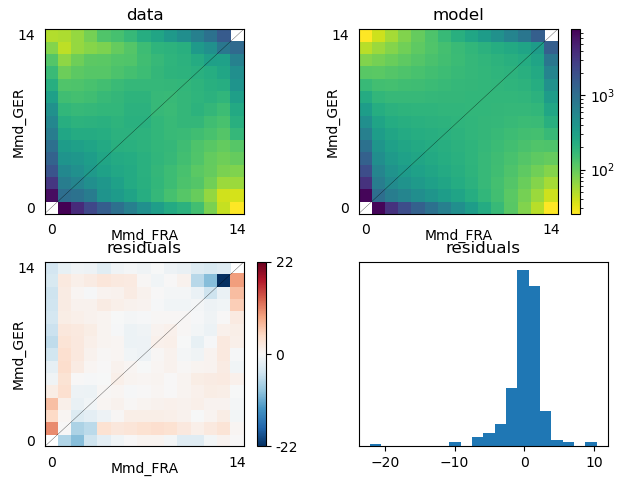 data
model
14
14
Mmd_GER
Mmd_GER
10³
10²
0
0
0
14
0
14
Mmd_FRA
Mmd_FRA
residuals
residuals
14
22
Mmd_GER
0
0
-22
0
14
Mmd_FRA
−20
−10
0
10